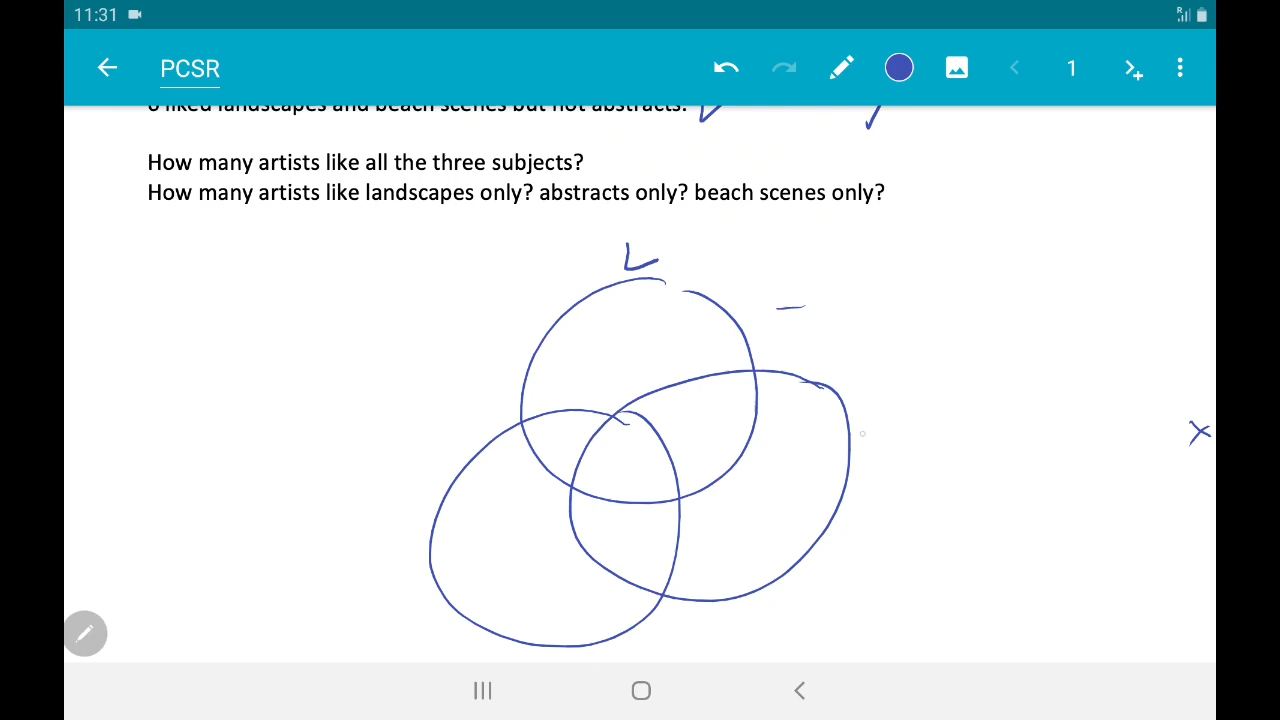 11:31
PCSR
1
liked landscapes and beach scenes but not abstracts.
How many artists like all the three subjects?
How many artists like landscapes only? abstracts only? beach scenes only?
L
x